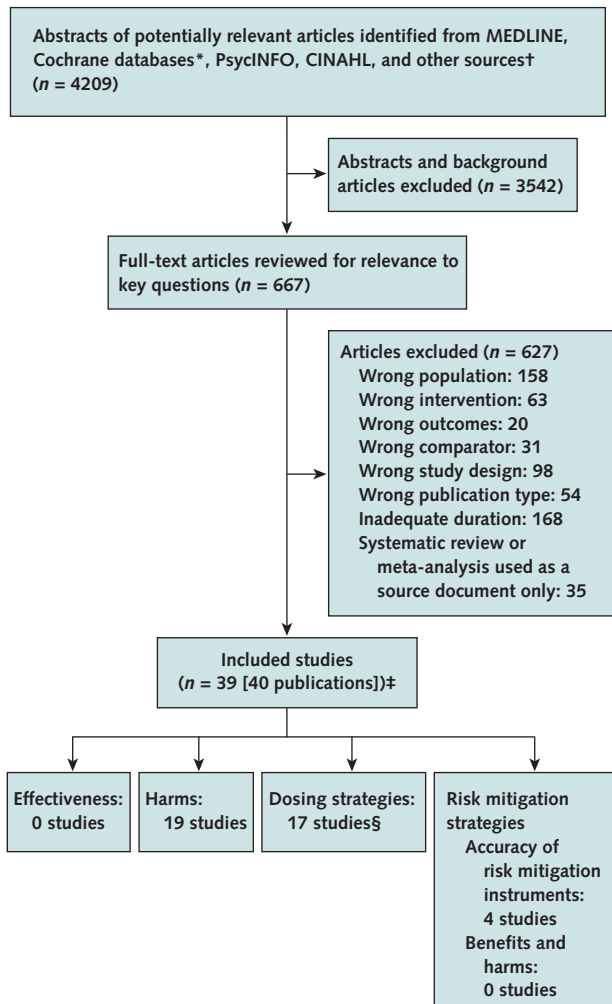 Abstracts of potentially relevant articles identified from MEDLINE,
Cochrane databases*, PsycINFO, CINAHL, and other sources†
(n = 4209)
Abstracts and background
articles excluded (n = 3542)
Full-text articles reviewed for relevance to
key questions (n = 667)
Articles excluded (n = 627)
Wrong population: 158
Wrong intervention: 63
Wrong outcomes: 20
Wrong comparator: 31
Wrong study design: 98
Wrong publication type: 54
Inadequate duration: 168
Systematic review or
meta-analysis used as a
source document only: 35
Included studies
(n = 39 [40 publications])‡
Effectiveness:
0 studies
Harms:
19 studies
Dosing strategies:
17 studies§
Risk mitigation
strategies
Accuracy of
risk mitigation
instruments:
4 studies
Benefits and
harms:
0 studies